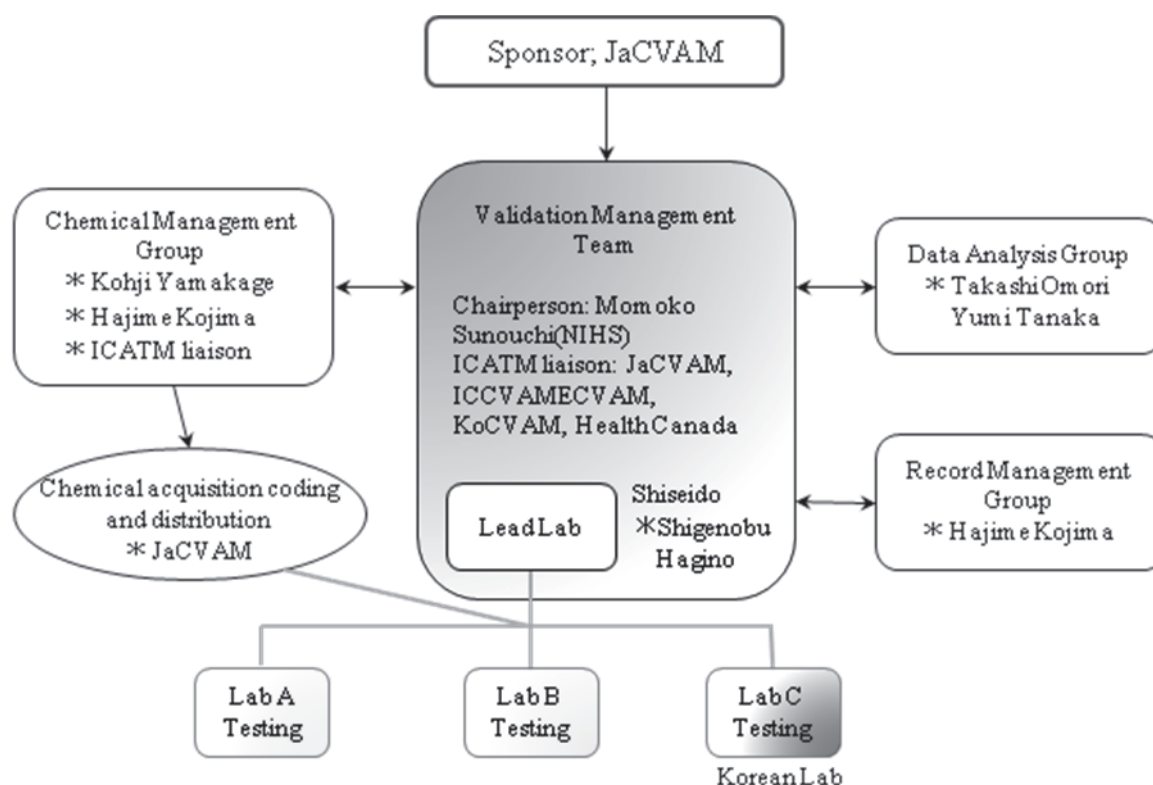 Sponsor; JaCVAM
Chemical Management
Group
＊Kohji Yamakage
＊Hajime Kojima
＊ICATM liaison
Validation Management
Team
Chairperson: Momoko
Sunouchi(NIHS)
ICATM liaison: JaCVAM,
ICCVAMECVAM,
KoCVAM, Health Canada
Data Analysis Group
＊Takashi Omori
Yumi Tanaka
Chemical acquisition coding
and distribution
＊JaCVAM
Lead Lab
Shiseido
＊Shigenobu
Hagino
Record Management
Group
＊Hajime Kojima
Lab A
Testing
Lab B
Testing
Lab C
Testing
Korean Lab